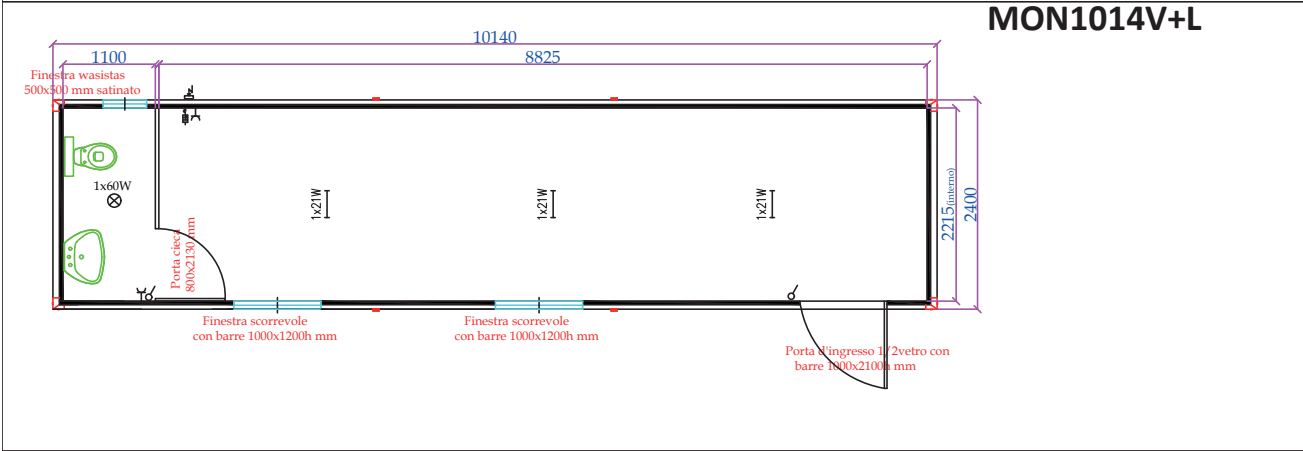 MON1014V+L
10140
1100
8825
Finestra wasistas
500x500 mm satinato
1x60W
1x21W
1x21W
1x21W
2215(interno)
2400
Porta cieca
800x2130 mm
Finestra scorrevole
con barre 1000x1200h mm
Finestra scorrevole
con barre 1000x1200h mm
Porta d'ingresso 1/2vetro con
barre 1000x2100h mm